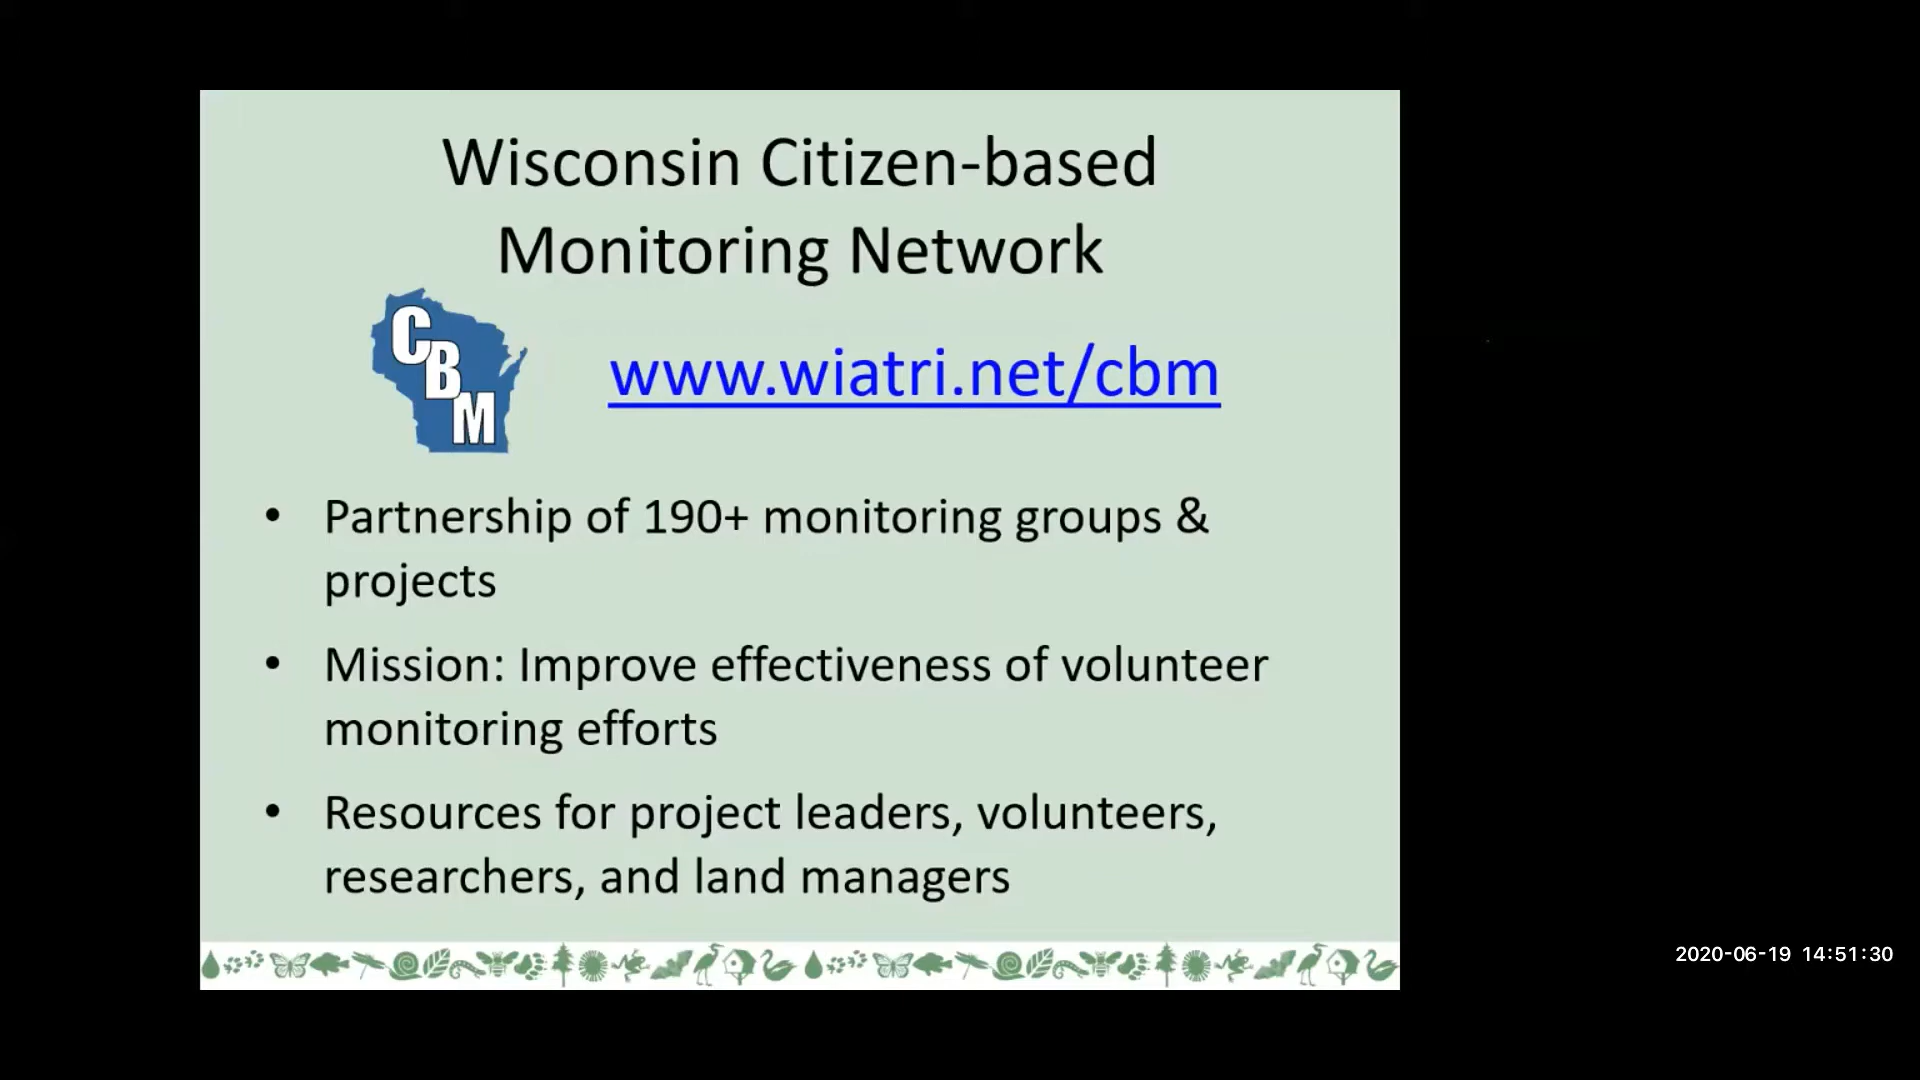 Wisconsin Citizen-based
Monitoring Network
C
B
M
www.wiatri.net/cbm
• Partnership of 190+ monitoring groups &
projects
• Mission: Improve effectiveness of volunteer
monitoring efforts
• Resources for project leaders, volunteers,
researchers, and land managers
2020-06-19 14:51:30